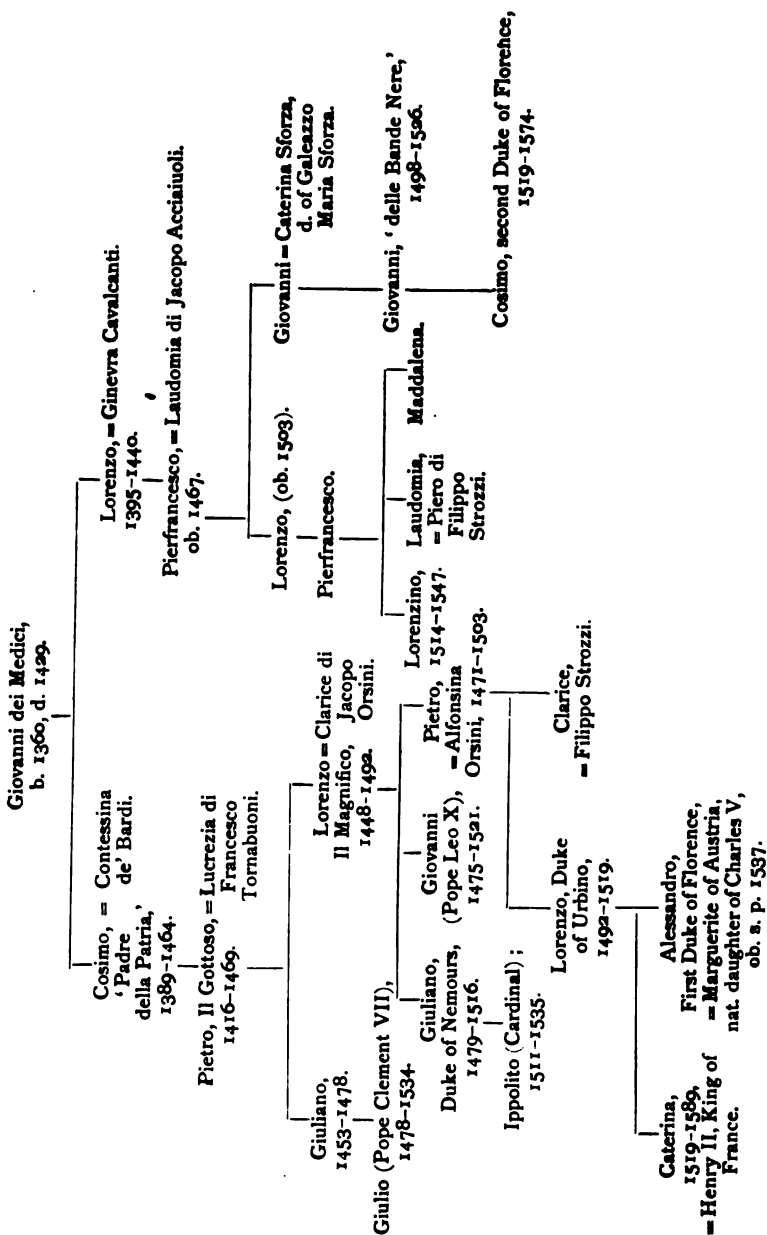 Giovanni dei Medici,
b. 1360, d. 1429.
Cosimo, = Contessina
' Padre de' Bardi.
della Patria,'
1389-1464.
Pietro, Il Gottoso, = Lucrezia di
1416-1469. Francesco
Tornabuoni.
Giuliano,
1453-1478.
Giulio (Pope Clement VII),
1478-1534.
Lorenzo = Clarice di
Il Magnifico, Jacopo
1448-1492. Orsini.
Giuliano,
Duke of Nemours,
1479-1516.
Ippolito (Cardinal) ;
1511-1535.
Giovanni
(Pope Leo X),
1475-1521.
Pietro,
= Alfonsina
Orsini, 1471-1503.
Lorenzo, Duke
of Urbino,
1492-1519.
Clarice,
= Filippo Strozzi.
Caterina,
1519-1589,
= Henry II, King of
France.
Alessandro,
First Duke of Florence,
= Marguerite of Austria,
nat. daughter of Charles V,
ob. s. p. 1537.
Lorenzo, = Ginevra Cavalcanti.
1395-1440.
Pierfrancesco, = Laudomia di Jacopo Acciaiuoli.
ob. 1467.
Lorenzo, (ob. 1503).
Pierfrancesco.
Lorenzino,
1514-1547.
Laudomia,
= Piero di
Filippo
Strozzi.
Maddalena.
Giovanni = Caterina Sforza,
d. of Galeazzo
Maria Sforza.
Giovanni, ' delle Bande Nere,'
1498-1526.
Cosimo, second Duke of Florence,
1519-1574.